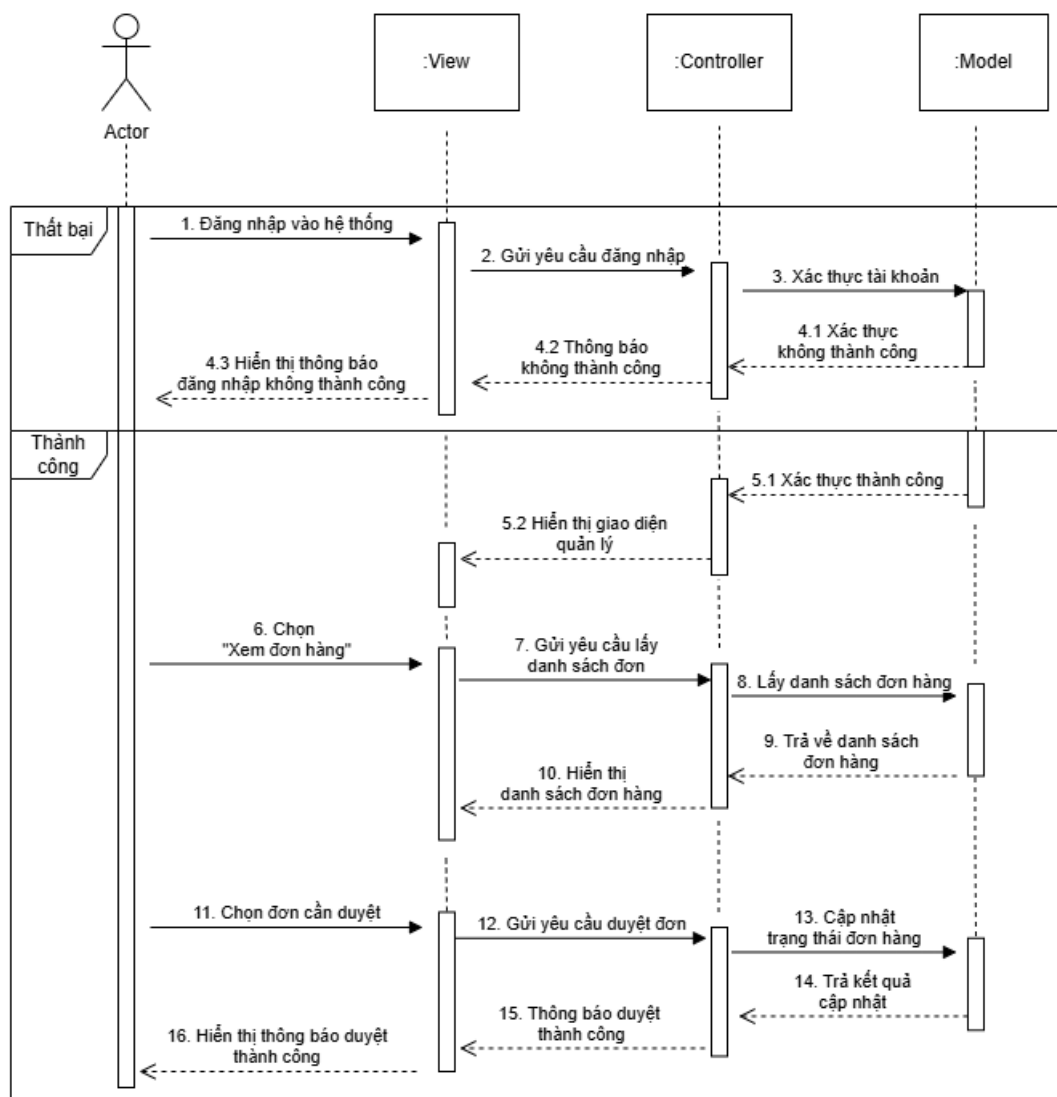 :View
:Controller
:Model
Actor
Thất bại
1. Đăng nhập vào hệ thống
2. Gửi yêu cầu đăng nhập
3. Xác thực tài khoản
4.1 Xác thực
không thành công
4.2 Thông báo
không thành công
4.3 Hiển thị thông báo
đăng nhập không thành công
Thành
công
5.1 Xác thực thành công
5.2 Hiển thị giao diện
quản lý
6. Chọn
"Xem đơn hàng"
7. Gửi yêu cầu lấy
danh sách đơn
8. Lấy danh sách đơn hàng
9. Trả về danh sách
đơn hàng
10. Hiển thị
danh sách đơn hàng
11. Chọn đơn cần duyệt
12. Gửi yêu cầu duyệt đơn
13. Cập nhật
trạng thái đơn hàng
14. Trả kết quả
cập nhật
15. Thông báo duyệt
thành công
16. Hiển thị thông báo duyệt
thành công